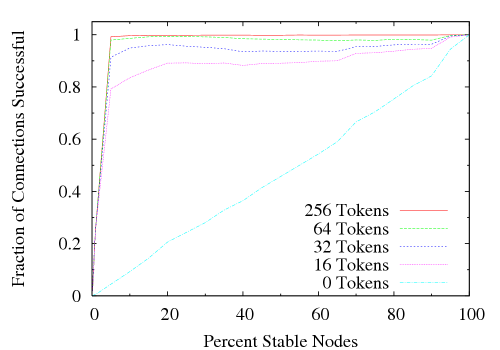 1
0.8
0.6
0.4
0.2
0
0
20
40
60
80
100
Fraction of Connections Successful
Percent Stable Nodes
256 Tokens
64 Tokens
32 Tokens
16 Tokens
0 Tokens